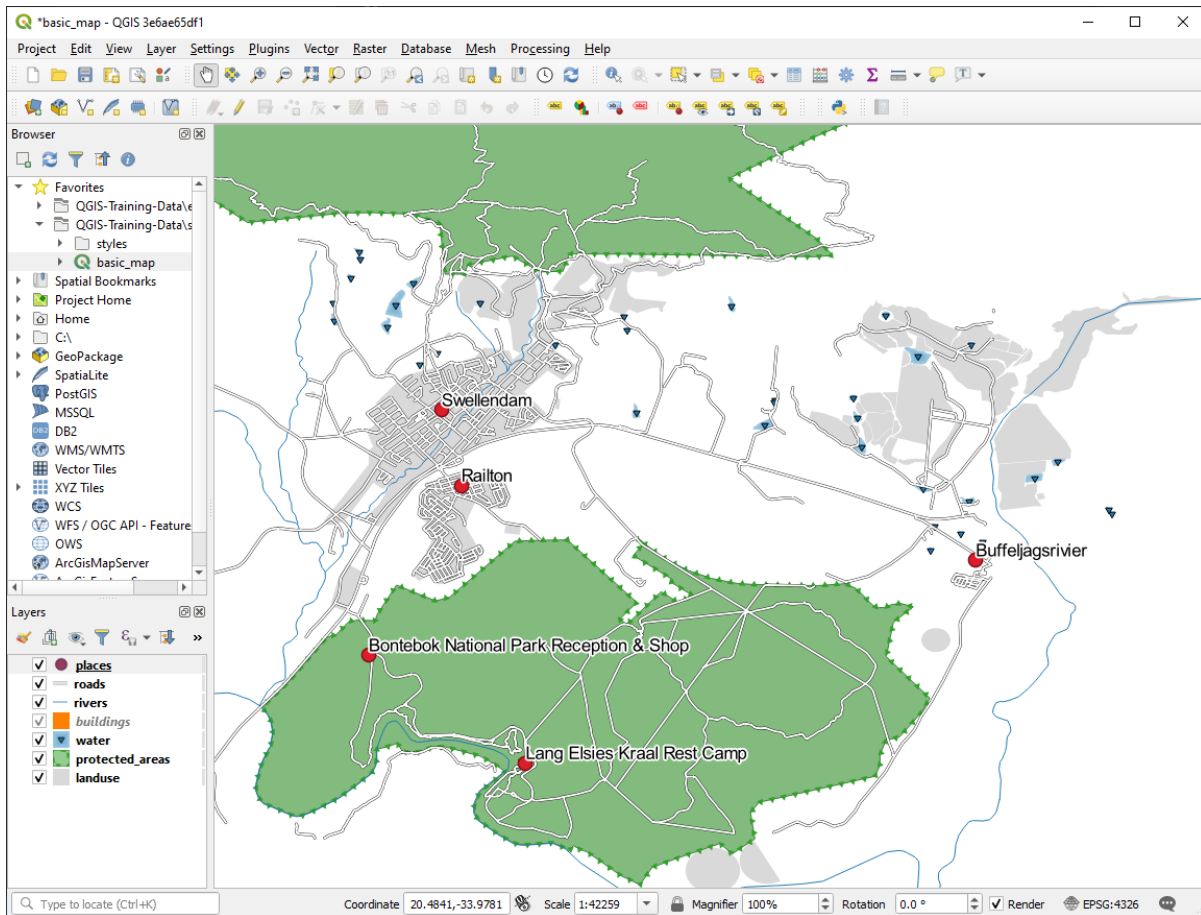 *basic_map - QGIS 3e6ae65df1
Project Edit View Layer Settings Plugins Vector Raster Database Mesh Processing Help
Browser
Favorites
QGIS-Training-Data\e
QGIS-Training-Data\s
styles
basic_map
Spatial Bookmarks
Project Home
Home
C:\
GeoPackage
SpatiaLite
PostGIS
MSSQL
DB2
WMS/WMTS
Vector Tiles
XYZ Tiles
WCS
WFS / OGC API - Feature
OWS
ArcGisMapServer
Layers
places
roads
rivers
buildings
water
protected_areas
landuse
Swellendam
Railton
Buffeljagsrivier
Bontebok National Park Reception & Shop
Lang Elsies Kraal Rest Camp
Type to locate (Ctrl+K) Coordinate 20.4841,-33.9781 Scale 1:42259 Magnifier 100% Rotation 0.0 ° Render EPSG:4326